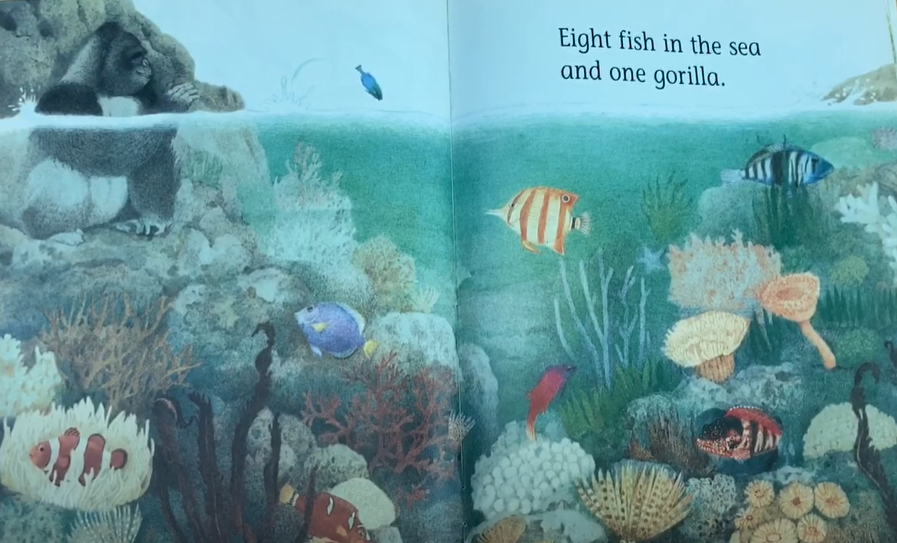 Eight fish in the sea
and one gorilla.